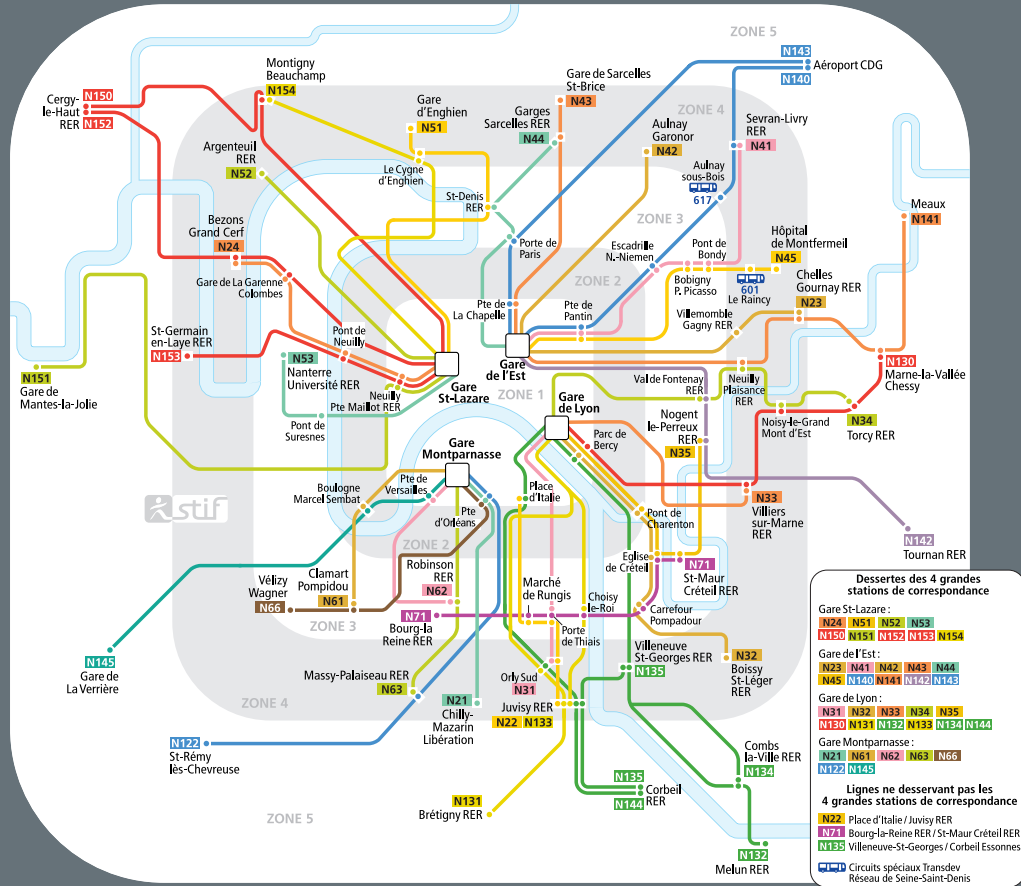 ZONE 5
N143
Aéroport CDG
N140
Montigny
Beauchamp
N154
Cergy-
le-Haut
RER
N150
N152
Gare
d'Enghien
N51
Gare de Sarcelles
St-Brice
N43
Garges
Sarcelles RER
N44
ZONE 4
Aulnay
Garonor
N42
Sevran-Livry
RER
N41
Argenteuil
RER
N52
Le Cygne
d'Enghien
Aulnay
sous-Bois
617
St-Denis
RER
ZONE 3
Meaux
N141
Bezons
Grand Cerf
N24
Porte de
Paris
Escadrille
N.-Niemen
Pont de
Bondy
Hôpital
de Montfermeil
N45
Gare de La Garenne
Colombes
ZONE 2
Bobigny
P. Picasso
601
Le Raincy
Chelles
Gournay RER
N23
Pte de
La Chapelle
Pte de
Pantin
Villemomble
Gagny RER
St-Germain
en-Laye RER
N153
Pont de
Neuilly
Gare
de l'Est
N130
Marne-la-Vallée
Chessy
N151
Gare de
Mantes-la-Jolie
N53
Nanterre
Université RER
Neuilly
Pte Maillot RER
Gare
St-Lazare
ZONE 1
Gare
de Lyon
Val de Fontenay
RER
Neuilly
Plaisance
RER
Pont de
Suresnes
Nogent
le-Perreux
RER
N35
Noisy-le-Grand
Mont d'Est
N34
Torcy RER
Gare
Montparnasse
Parc de
Bercy
stif
Boulogne
Marcel Sembat
Pte de
Versailles
Place
d'Italie
N33
Villiers
sur-Marne
RER
Pte
d'Orléans
Pont de
Charenton
N142
Tournan RER
ZONE 2
Robinson
RER
N62
Eglise
de Créteil
N71
St-Maur
Créteil RER
Vélizy
Wagner
N66
Clamart
Pompidou
N61
Marché
de Rungis
Choisy
-le-Roi
ZONE 3
N71
Bourg-la
Reine RER
Porte
de Thiais
Carrefour
Pompadour
N145
Gare de
La Verrière
Massy-Palaiseau RER
N63
Orly Sud
N31
Villeneuve
St-Georges RER
N135
N32
Boissy
St-Léger
RER
ZONE 4
N21
Chilly-
Mazarin
Libération
Juvisy RER
N22 N133
N122
St-Rémy
lès-Chevreuse
Combs
la-Ville RER
N134
N135
N144
Corbeil
RER
N131
Brétigny RER
ZONE 5
N132
Melun RER
Dessertes des 4 grandes
stations de correspondance
Gare St-Lazare :
N24 N51 N52 N53
N150 N151 N152 N153 N154
Gare de l'Est :
N23 N41 N42 N43 N44
N45 N140 N141 N142 N143
Gare de Lyon :
N31 N32 N33 N34 N35
N130 N131 N132 N133 N134 N144
Gare Montparnasse :
N21 N61 N62 N63 N66
N122 N145
Lignes ne desservant pas les
4 grandes stations de correspondance
N22 Place d'Italie / Juvisy RER
N71 Bourg-la-Reine RER / St-Maur Créteil RER
N135 Villeneuve-St-Georges / Corbeil Essonnes
Circuits spéciaux Transdev
Réseau de Seine-Saint-Denis